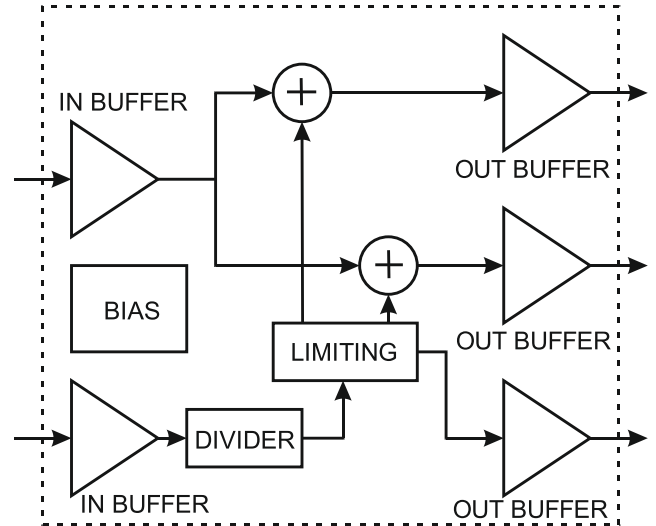 IN BUFFER
+
OUT BUFFER
+
BIAS
LIMITING
OUT BUFFER
DIVIDER
IN BUFFER
OUT BUFFER